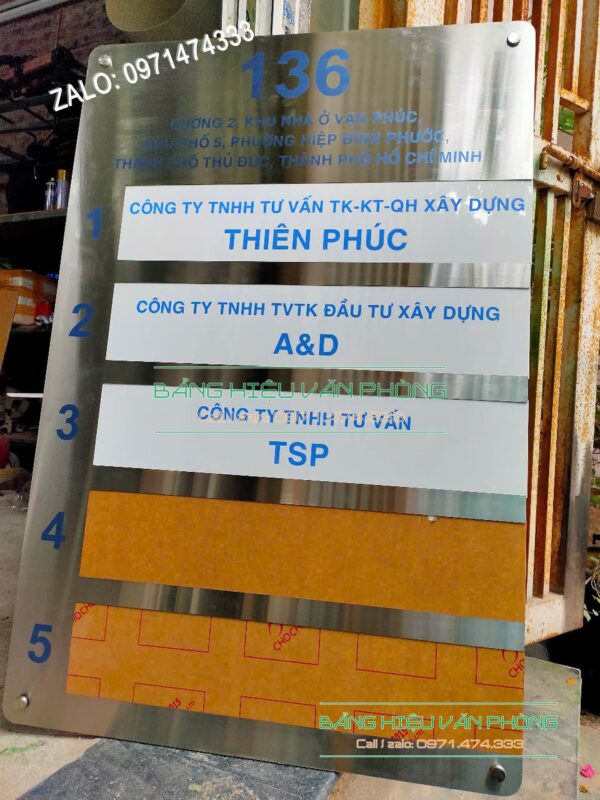 ZALO: 0971474333
136
ĐƯỜNG 2, KHU NHÀ Ở VẠN PHÚC,
KHU PHỐ 5, PHƯỜNG HIỆP BÌNH PHƯỚC,
THÀNH PHỐ THỦ ĐỨC, THÀNH PHỐ HỒ CHÍ MINH
1
CÔNG TY TNHH TƯ VẤN TK-KT-QH XÂY DỰNG
THIÊN PHÚC
2
CÔNG TY TNHH TVTK ĐẦU TƯ XÂY DỰNG
A&D
BẢNG HIỆU VĂN PHÒNG
3
CÔNG TY TNHH TƯ VẤN
TSP
4
5
BẢNG HIỆU VĂN PHÒNG
Call / zalo: 0971.474.333